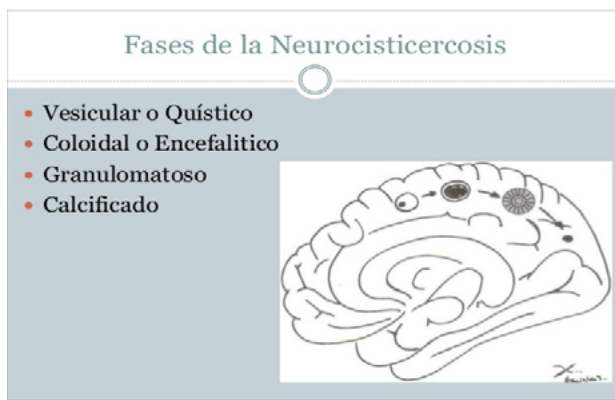 Fases de la Neurocisticercosis
Vesicular o Quístico
Coloidal o Encefalitico
Granulomatoso
Calcificado